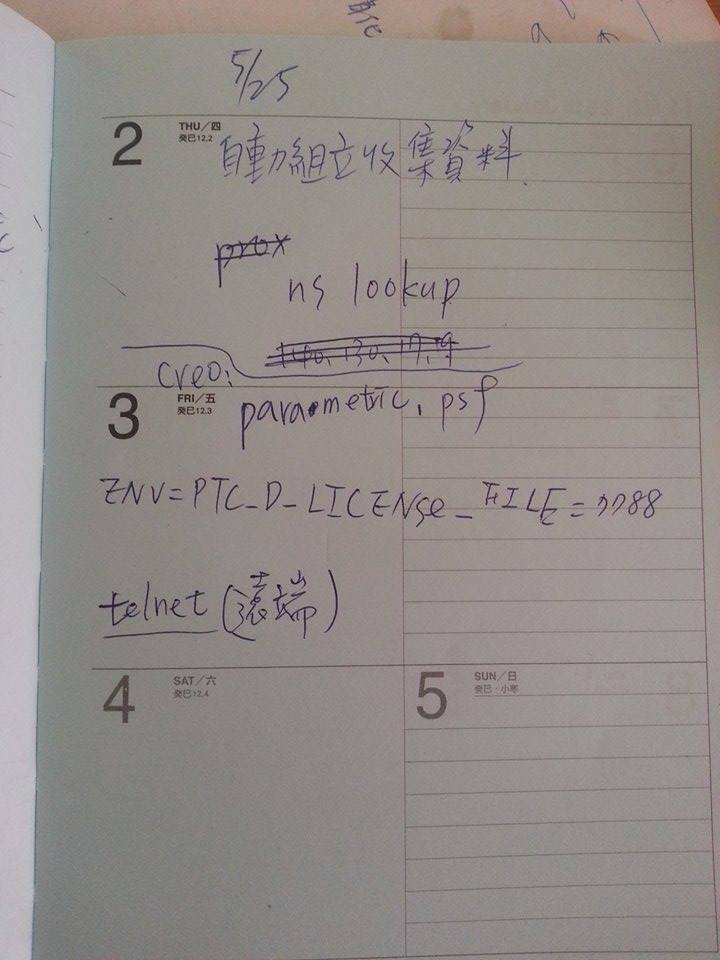 5/25
2 THU／四
癸巳12.2
自動組立收集資料.
prox
ns lookup
140.130.17.9
creo:
3 FRI／五
癸巳12.3
parametric. psf
ENV=PTC_D_LICENSe_FILE=7788
telnet (遠端)
4 SAT／六
癸巳12.4
5 SUN／日
癸巳·小寒